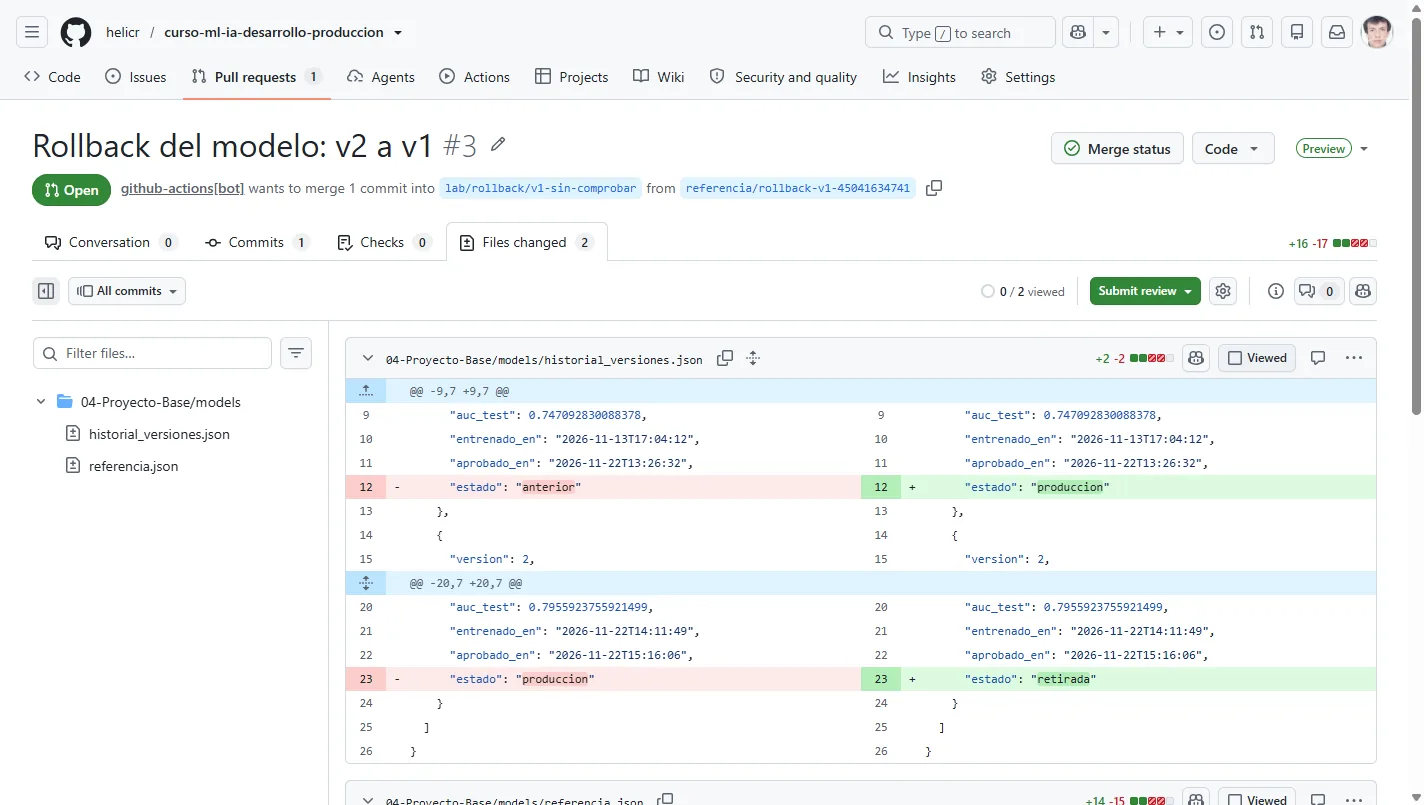 helicr / curso-ml-ia-desarrollo-produccion
Type / to search
Code Issues Pull requests 1 Agents Actions Projects Wiki Security and quality Insights Settings
Rollback del modelo: v2 a v1 #3
Merge status Code Preview
Open github-actions[bot] wants to merge 1 commit into lab/rollback/v1-sin-comprobar from referencia/rollback-v1-45041634741
Conversation 0 Commits 1 Checks 0 Files changed 2 +16 -17
All commits 0 / 2 viewed Submit review 0
Filter files...
04-Proyecto-Base/models
historial_versiones.json
referencia.json
04-Proyecto-Base/models/historial_versiones.json +2 -2 Viewed
@@ -9,7 +9,7 @@
9 "auc_test": 0.747092830088378, 9 "auc_test": 0.747092830088378,
10 "entrenado_en": "2026-11-13T17:04:12", 10 "entrenado_en": "2026-11-13T17:04:12",
11 "aprobado_en": "2026-11-22T13:26:32", 11 "aprobado_en": "2026-11-22T13:26:32",
12 - "estado": "anterior" 12 + "estado": "produccion"
13 }, 13 },
14 { 14 {
15 "version": 2, 15 "version": 2,
@@ -20,7 +20,7 @@
20 "auc_test": 0.7955923755921499, 20 "auc_test": 0.7955923755921499,
21 "entrenado_en": "2026-11-22T14:11:49", 21 "entrenado_en": "2026-11-22T14:11:49",
22 "aprobado_en": "2026-11-22T15:16:06", 22 "aprobado_en": "2026-11-22T15:16:06",
23 - "estado": "produccion" 23 + "estado": "retirada"
24 } 24 }
25 ] 25 ]
26 } 26 }
04-Proyecto-Base/models/referencia.json +14 -15 Viewed